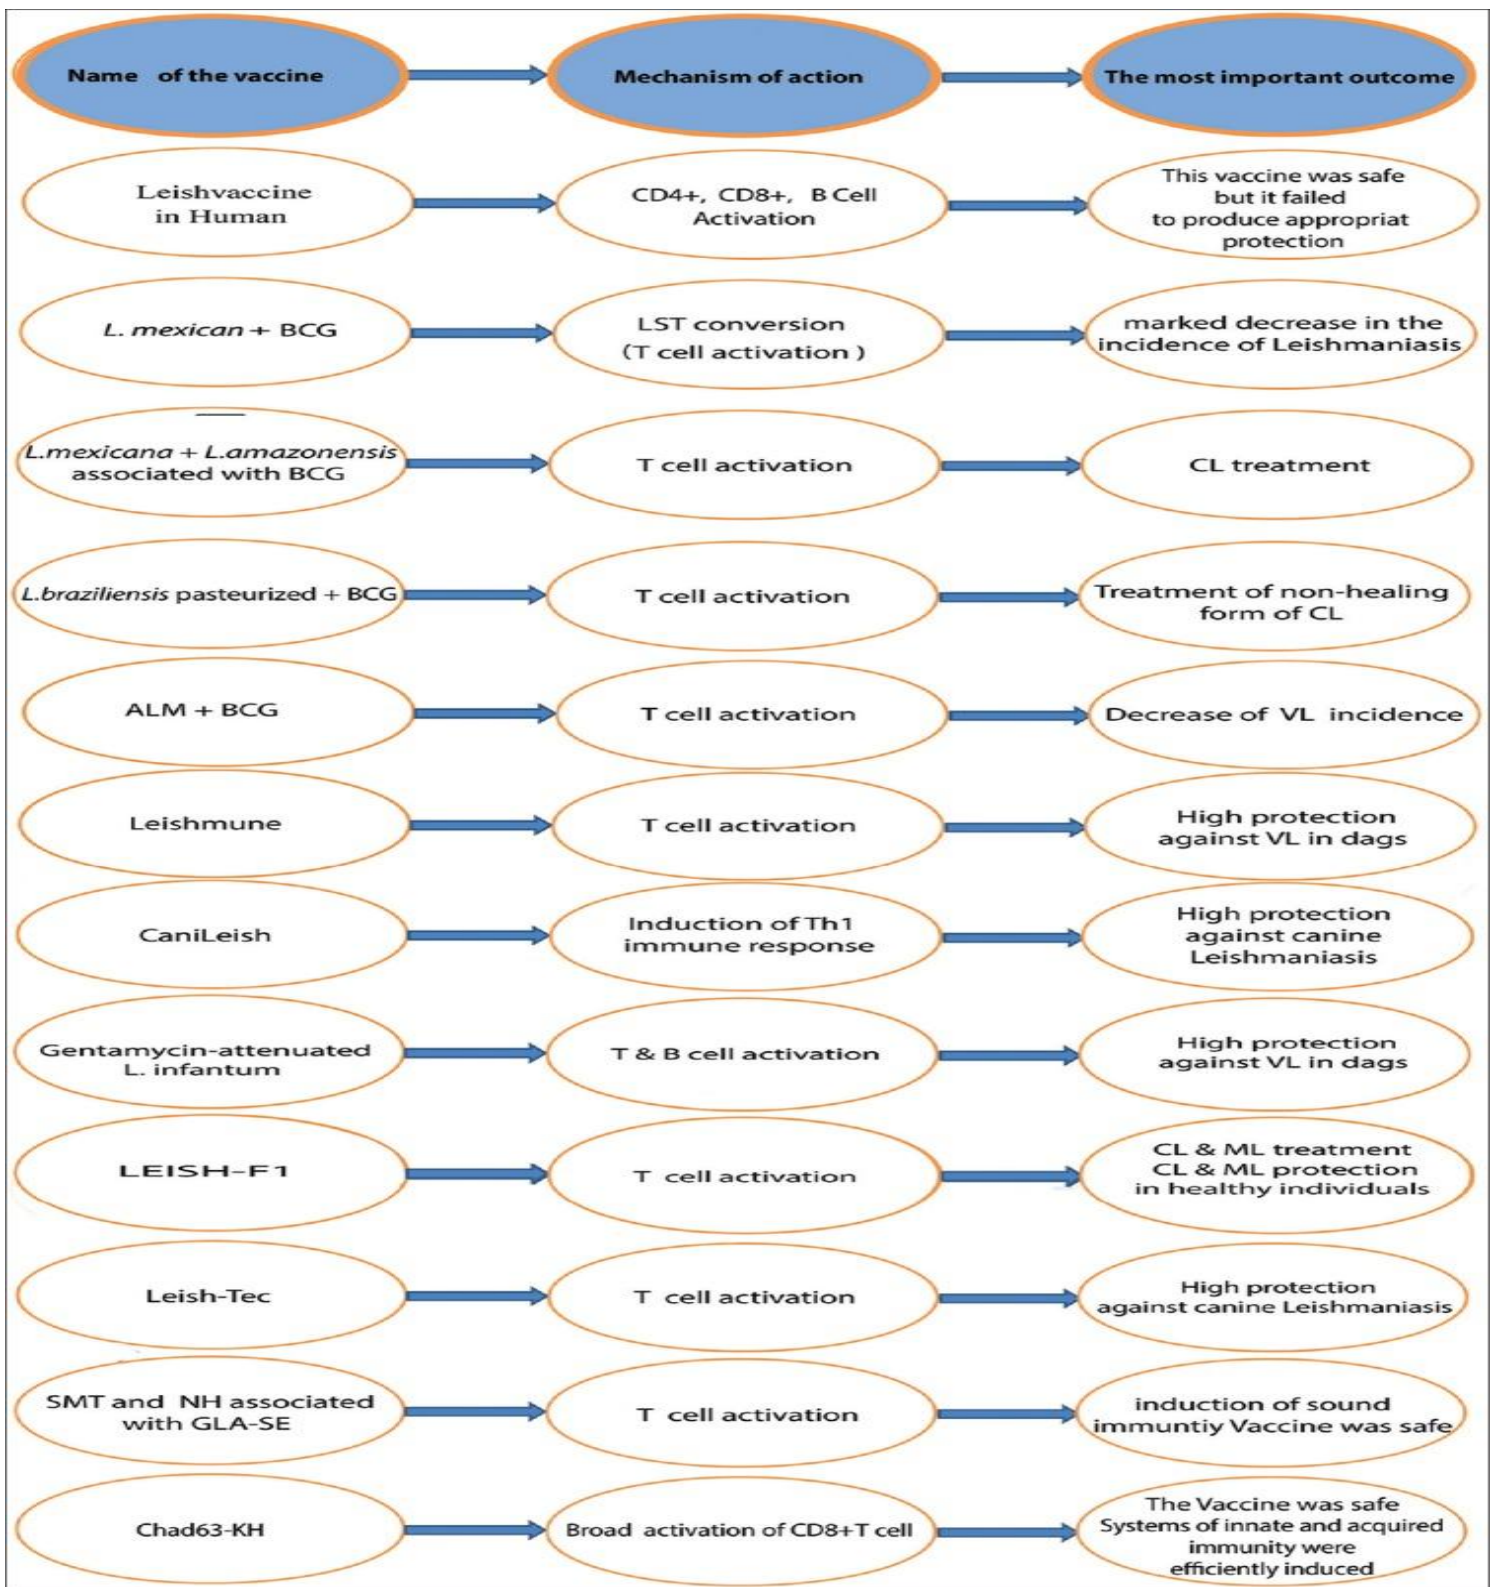 Name of the vaccine
Mechanism of action
The most important outcome
Leishvaccine
in Human
CD4+, CD8+, B Cell
Activation
This vaccine was safe
but it failed
to produce appropriat
protection
L. mexican + BCG
LST conversion
(T cell activation )
marked decrease in the
incidence of Leishmaniasis
L.mexicana + L.amazonensis
associated with BCG
T cell activation
CL treatment
L.braziliensis pasteurized + BCG
T cell activation
Treatment of non-healing
form of CL
ALM + BCG
T cell activation
Decrease of VL incidence
Leishmune
T cell activation
High protection
against VL in dags
CaniLeish
Induction of Th1
immune response
High protection
against canine
Leishmaniasis
Gentamycin-attenuated
L. infantum
T & B cell activation
High protection
against VL in dags
LEISH-F1
T cell activation
CL & ML treatment
CL & ML protection
in healthy individuals
Leish-Tec
T cell activation
High protection
against canine Leishmaniasis
SMT and NH associated
with GLA-SE
T cell activation
induction of sound
immuntiy Vaccine was safe
Chad63-KH
Broad activation of CD8+T cell
The Vaccine was safe
Systems of innate and acquired
immunity were
efficiently induced